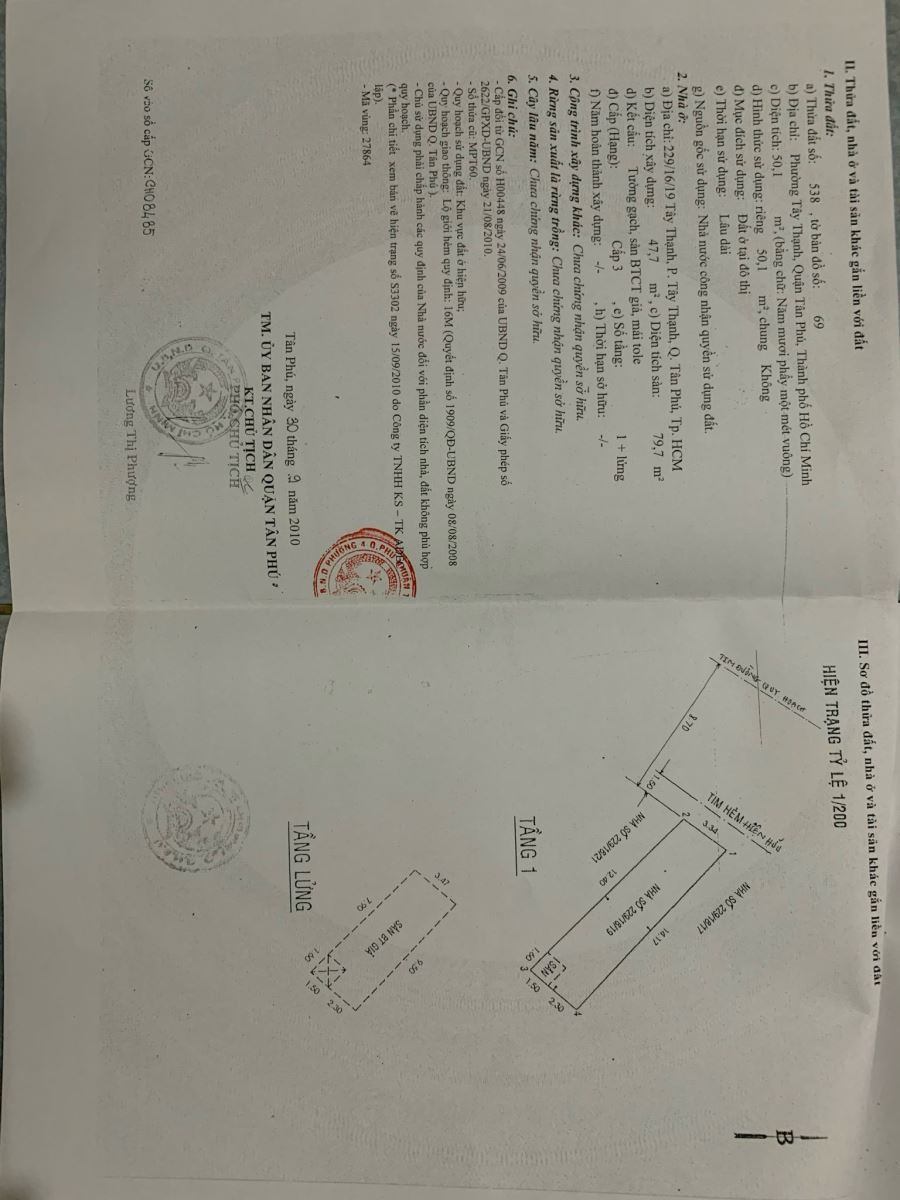 II. Thửa đất, nhà ở và tài sản khác gắn liền với đất
1. Thửa đất:
a) Thửa đất số: 538 , tờ bản đồ số: 69
b) Địa chỉ: Phường Tây Thạnh, Quận Tân Phú, Thành phố Hồ Chí Minh
c) Diện tích: 50,1 m², (bằng chữ: Năm mươi phẩy một mét vuông)
d) Hình thức sử dụng: riêng 50,1 m², chung Không
đ) Mục đích sử dụng: Đất ở tại đô thị
e) Thời hạn sử dụng: Lâu dài
g) Nguồn gốc sử dụng: Nhà nước công nhận quyền sử dụng đất.
2. Nhà ở:
a) Địa chỉ: 229/16/19 Tây Thạnh, P. Tây Thạnh, Q. Tân Phú, Tp. HCM
b) Diện tích xây dựng: 47,7 m², c) Diện tích sàn: 79,7 m²
d) Kết cấu: Tường gạch, sàn BTCT giả, mái tole
đ) Cấp (Hạng): Cấp 3 , e) Số tầng: 1 + lửng
f) Năm hoàn thành xây dựng: -/- , h) Thời hạn sở hữu: -/-
3. Công trình xây dựng khác: Chưa chứng nhận quyền sở hữu.
4. Rừng sản xuất là rừng trồng: Chưa chứng nhận quyền sở hữu.
5. Cây lâu năm: Chưa chứng nhận quyền sở hữu.
6. Ghi chú:
- Cấp đổi từ GCN số H00448 ngày 24/06/2009 của UBND Q. Tân Phú và Giấy phép số
2622/GPXD-UBND ngày 21/08/2019.
- Số thửa cũ: MPT60.
- Quy hoạch sử dụng đất: Khu vực đất ở hiện hữu;
- Quy hoạch giao thông: Lộ giới hẻm quy định: 16M (Quyết định số 1909/QĐ-UBND ngày 08/08/2008
của UBND Q. Tân Phú ).
- Chủ sử dụng phải chấp hành các quy định của Nhà nước đối với phần diện tích nhà, đất không phù hợp
quy hoạch.
(* Phần chi tiết xem bản vẽ hiện trạng số S3302 ngày 15/09/2010 do Công ty TNHH KS – TK
lập).
- Mã vùng: 27864
Tân Phú, ngày 30 tháng 9 năm 2010
TM. ỦY BAN NHÂN DÂN QUẬN TÂN PHÚ
KT.CHỦ TỊCH
PHÓ CHỦ TỊCH
Lương Thị Phượng
Số vào sổ cấp GCN: CH08465
III. Sơ đồ thửa đất, nhà ở và tài sản khác gắn liền với đất
HIỆN TRẠNG TỶ LỆ 1/200
B
TIM ĐƯỜNG QUY HOẠCH
8.70
1.50
TIM HẺM HIỆN HỮU
2
3.34
1
NHÀ SỐ 229/16/21
NHÀ SỐ 229/16/17
12.60
NHÀ SỐ 229/16/19
14.17
1.60
SÂN
3
1.50
2.30
4
TẦNG 1
3.47
7.90
SÀN BT GIẢ
9.50
1.50
2.30
TẦNG LỬNG